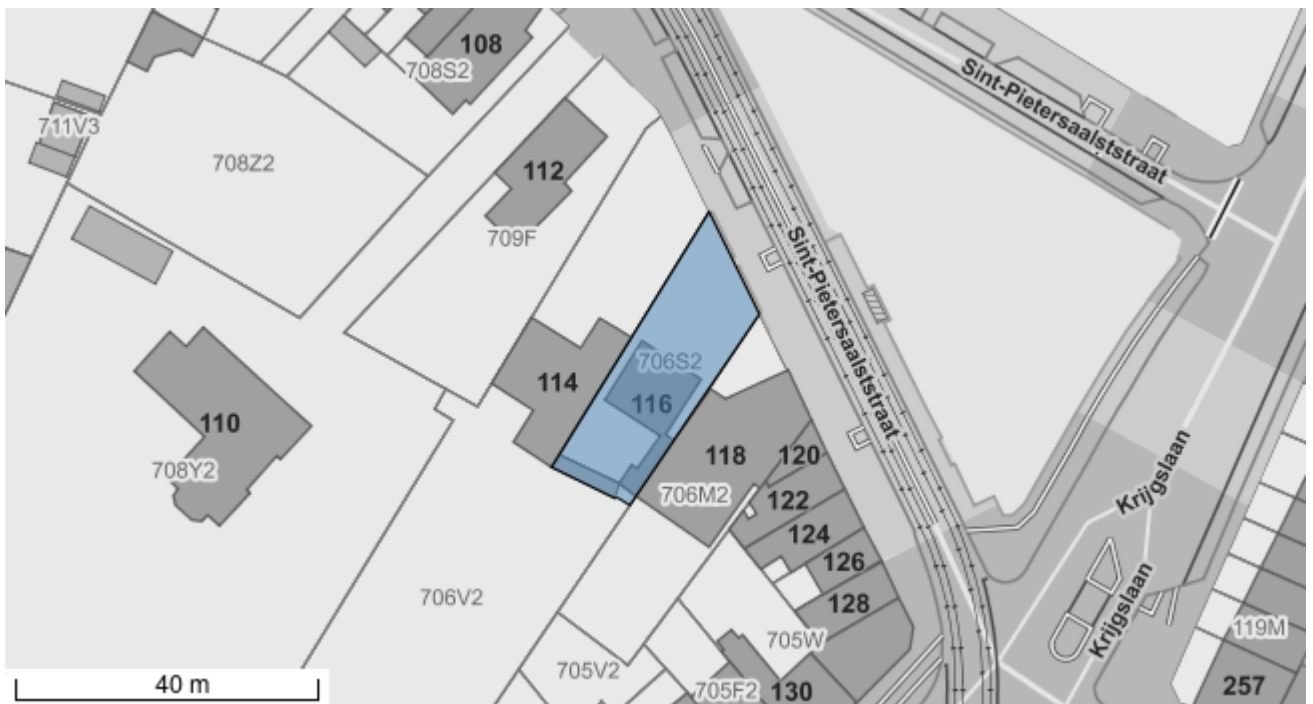 108
708S2
Sint-Pietersaalststraat
711V3
708Z2
112
709F
Sint-Pietersaalststraat
706S2
114
116
110
708Y2
118
120
706M2
122
124
126
128
Krijgslaan
706V2
705W
Krijgslaan
119M
705V2
705F2
130
257
40 m